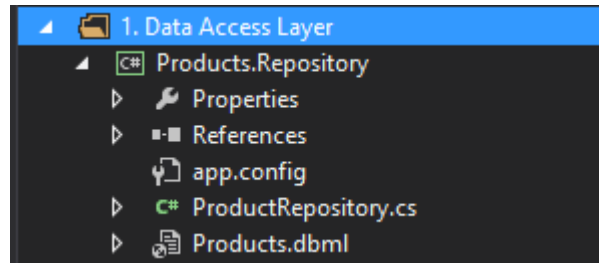 1. Data Access Layer
C# Products.Repository
Properties
References
app.config
C# ProductRepository.cs
Products.dbml